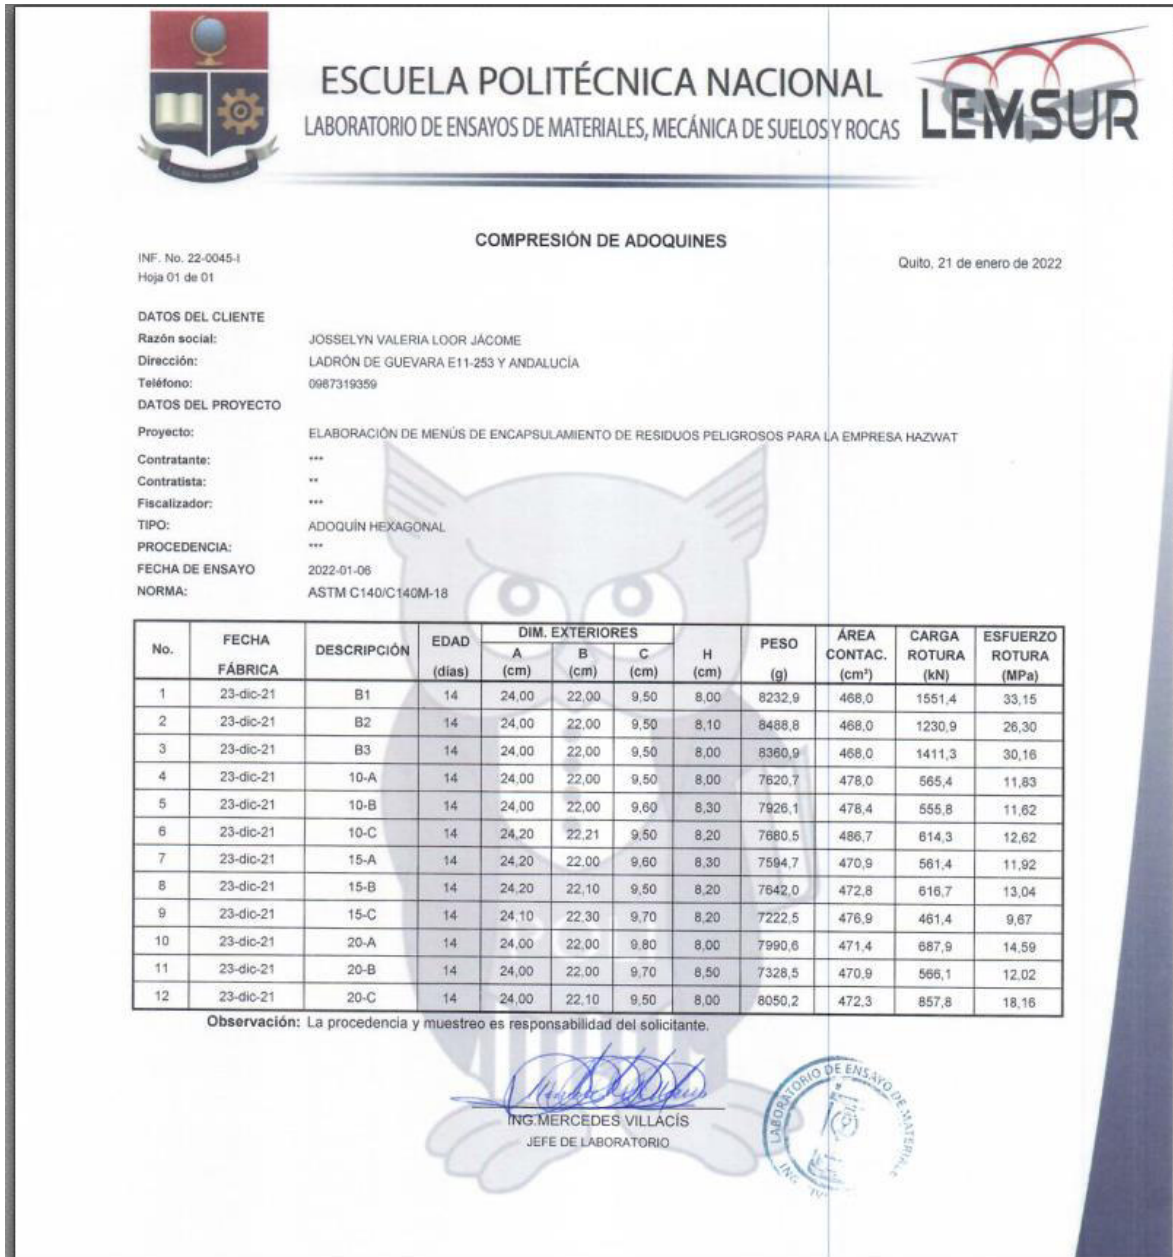 ESCUELA POLITÉCNICA NACIONAL
LABORATORIO DE ENSAYOS DE MATERIALES, MECÁNICA DE SUELOS Y ROCAS
LEMSUR
COMPRESIÓN DE ADOQUINES
INF. No. 22-0045-I
Hoja 01 de 01
Quito, 21 de enero de 2022
DATOS DEL CLIENTE
Razón social: JOSSELYN VALERIA LOOR JÁCOME
Dirección: LADRÓN DE GUEVARA E11-253 Y ANDALUCÍA
Teléfono: 0987319359
DATOS DEL PROYECTO
Proyecto: ELABORACIÓN DE MENÚS DE ENCAPSULAMIENTO DE RESIDUOS PELIGROSOS PARA LA EMPRESA HAZWAT
Contratante: ***
Contratista: **
Fiscalizador: ***
TIPO: ADOQUÍN HEXAGONAL
PROCEDENCIA: ***
FECHA DE ENSAYO 2022-01-06
NORMA: ASTM C140/C140M-18
No. FECHA FÁBRICA DESCRIPCIÓN EDAD (días) DIM. EXTERIORES A (cm) B (cm) C (cm) H (cm) PESO (g) ÁREA CONTAC. (cm²) CARGA ROTURA (kN) ESFUERZO ROTURA (MPa)
1 23-dic-21 B1 14 24,00 22,00 9,50 8,00 8232,9 468,0 1551,4 33,15
2 23-dic-21 B2 14 24,00 22,00 9,50 8,10 8488,8 468,0 1230,9 26,30
3 23-dic-21 B3 14 24,00 22,00 9,50 8,00 8360,9 468,0 1411,3 30,16
4 23-dic-21 10-A 14 24,00 22,00 9,50 8,00 7620,7 478,0 565,4 11,83
5 23-dic-21 10-B 14 24,00 22,00 9,60 8,30 7926,1 478,4 555,8 11,62
6 23-dic-21 10-C 14 24,20 22,21 9,50 8,20 7680,5 486,7 614,3 12,62
7 23-dic-21 15-A 14 24,20 22,00 9,60 8,30 7594,7 470,9 561,4 11,92
8 23-dic-21 15-B 14 24,20 22,10 9,50 8,20 7642,0 472,8 616,7 13,04
9 23-dic-21 15-C 14 24,10 22,30 9,70 8,20 7222,5 476,9 461,4 9,67
10 23-dic-21 20-A 14 24,00 22,00 9,80 8,00 7990,6 471,4 687,9 14,59
11 23-dic-21 20-B 14 24,00 22,00 9,70 8,50 7328,5 470,9 566,1 12,02
12 23-dic-21 20-C 14 24,00 22,10 9,50 8,00 8050,2 472,3 857,8 18,16
Observación: La procedencia y muestreo es responsabilidad del solicitante.
ING.MERCEDES VILLACÍS
JEFE DE LABORATORIO
LABORATORIO DE ENSAYO DE
ING.